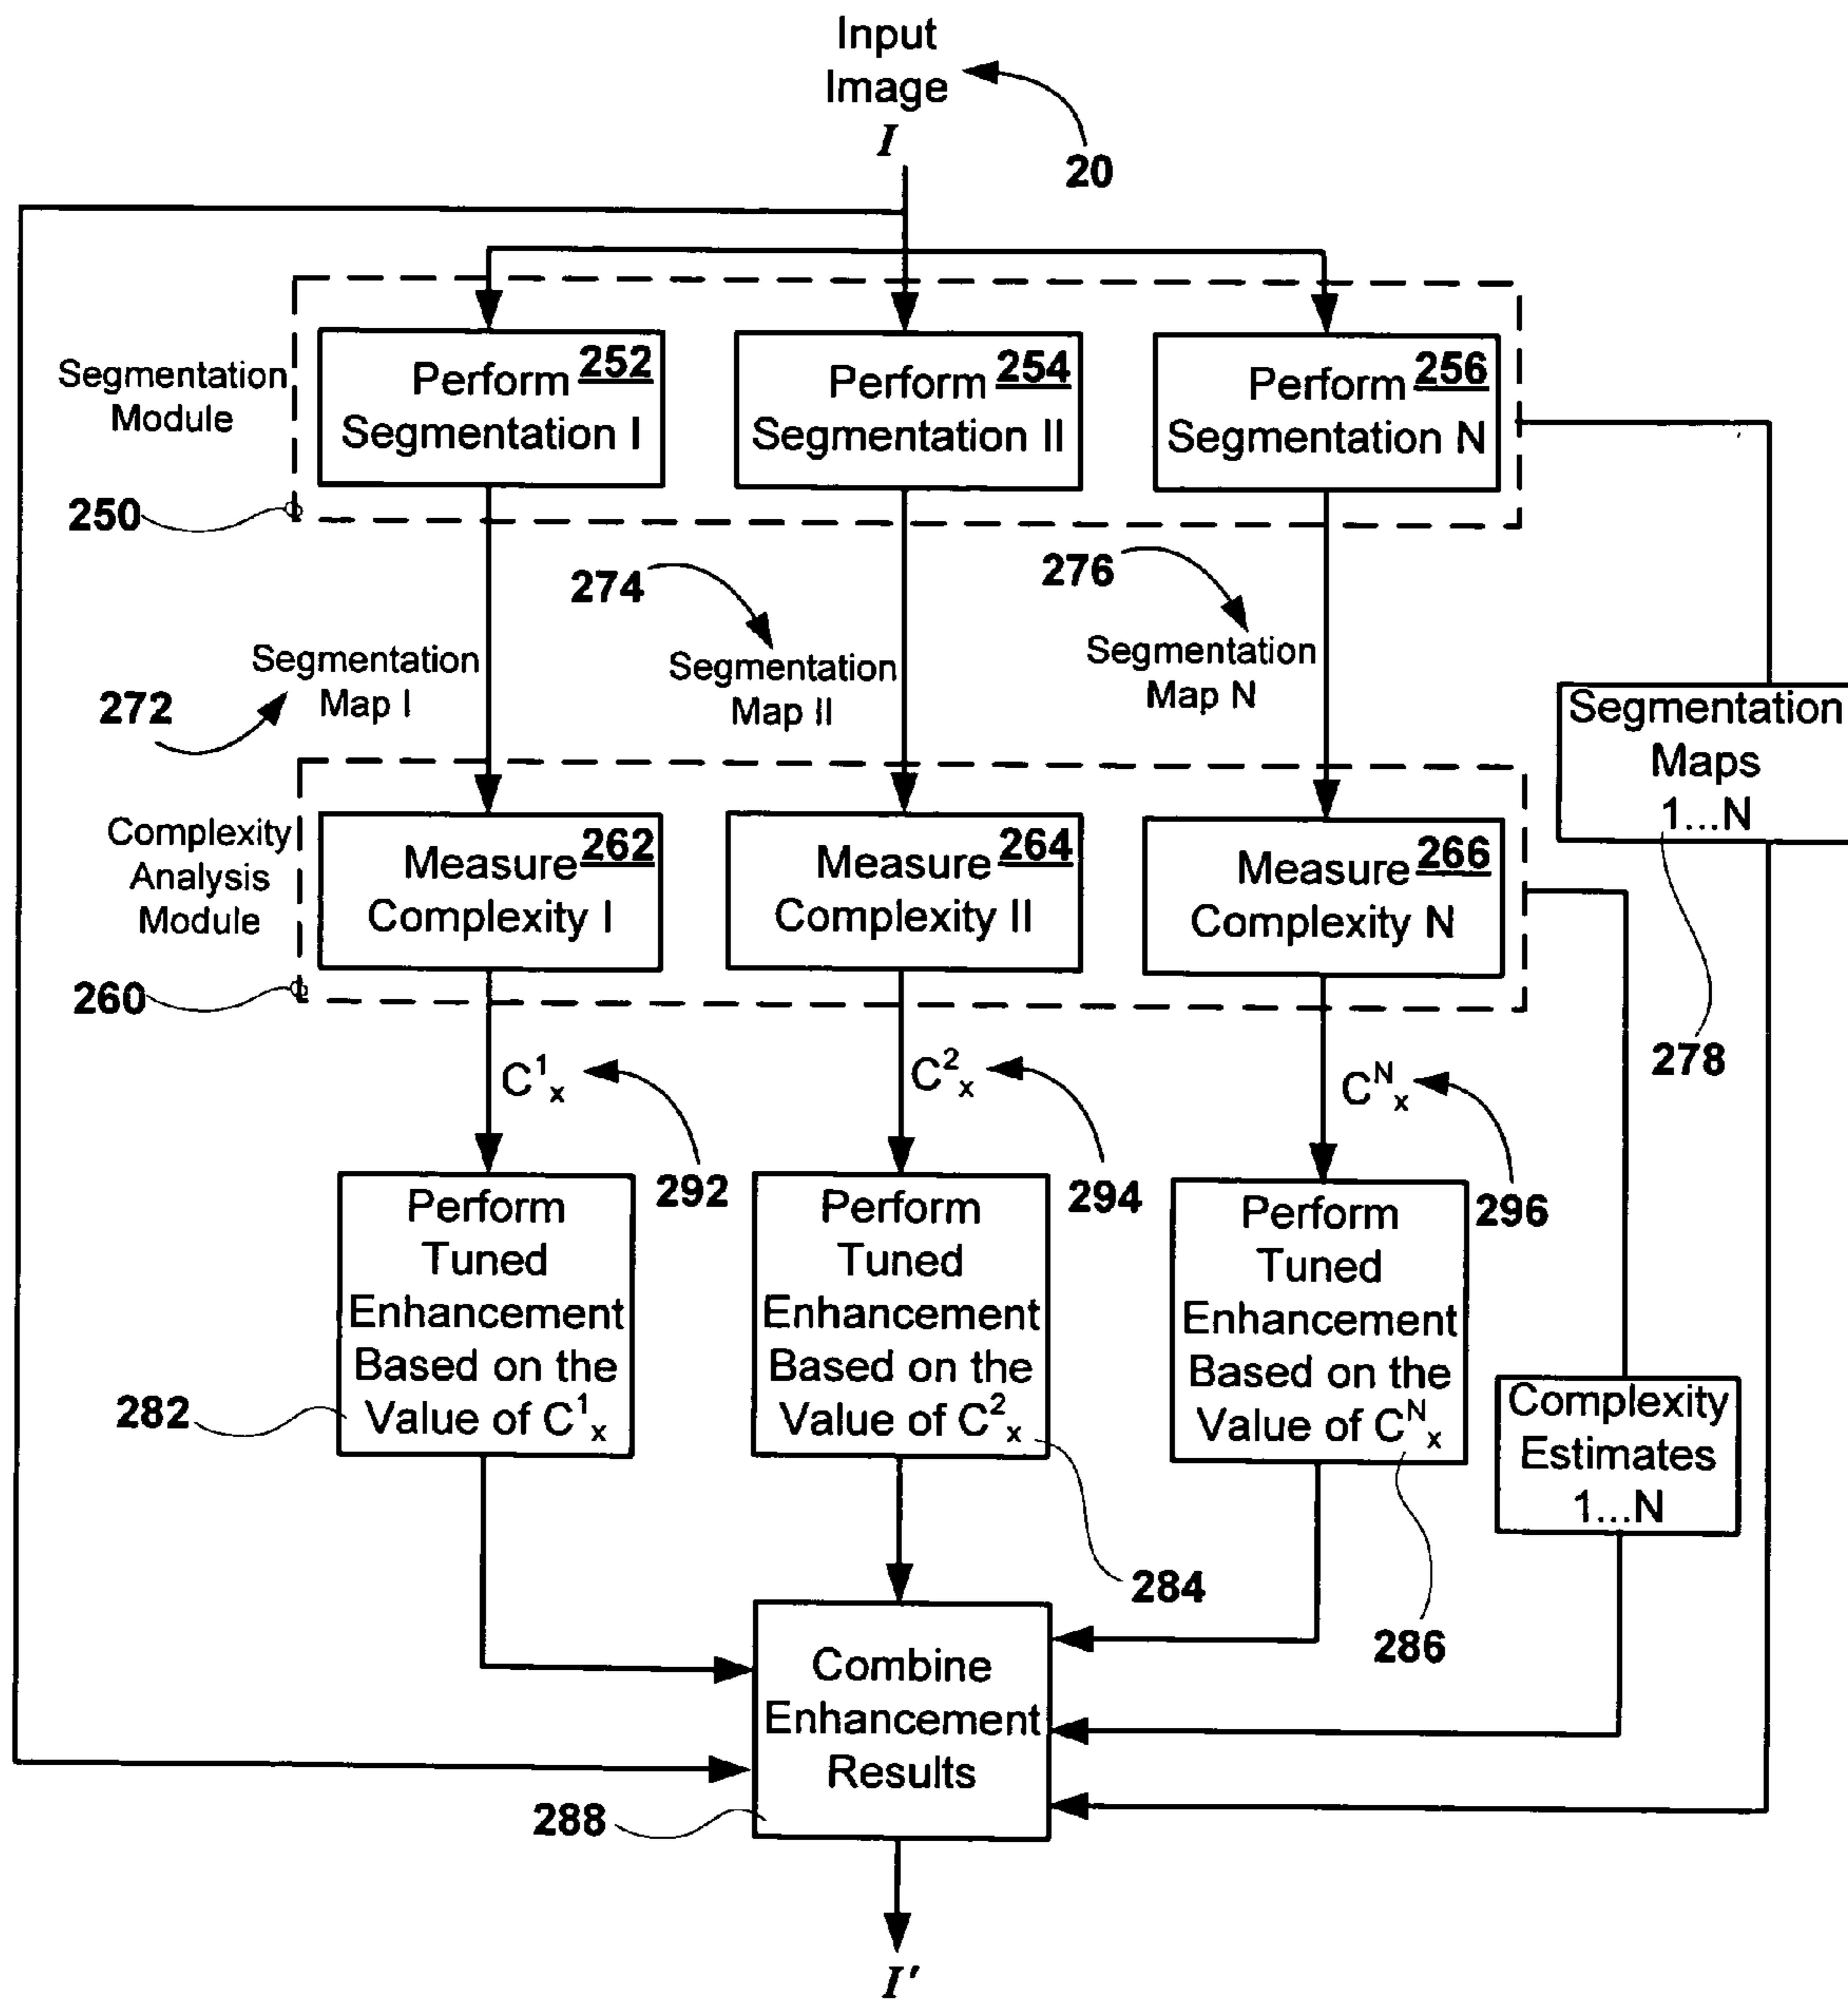 Input
Image
I
20
Segmentation
Module
250
Perform 252
Segmentation I
Perform 254
Segmentation II
Perform 256
Segmentation N
272
Segmentation
Map I
274
Segmentation
Map II
276
Segmentation
Map N
Segmentation
Maps
1...N
278
Complexity
Analysis
Module
260
Measure 262
Complexity I
Measure 264
Complexity II
Measure 266
Complexity N
C¹ₓ
292
C²ₓ
294
Cᴺₓ
296
Perform
Tuned
Enhancement
Based on the
Value of C¹ₓ
282
Perform
Tuned
Enhancement
Based on the
Value of C²ₓ
284
Perform
Tuned
Enhancement
Based on the
Value of Cᴺₓ
286
Complexity
Estimates
1...N
Combine
Enhancement
Results
288
I'